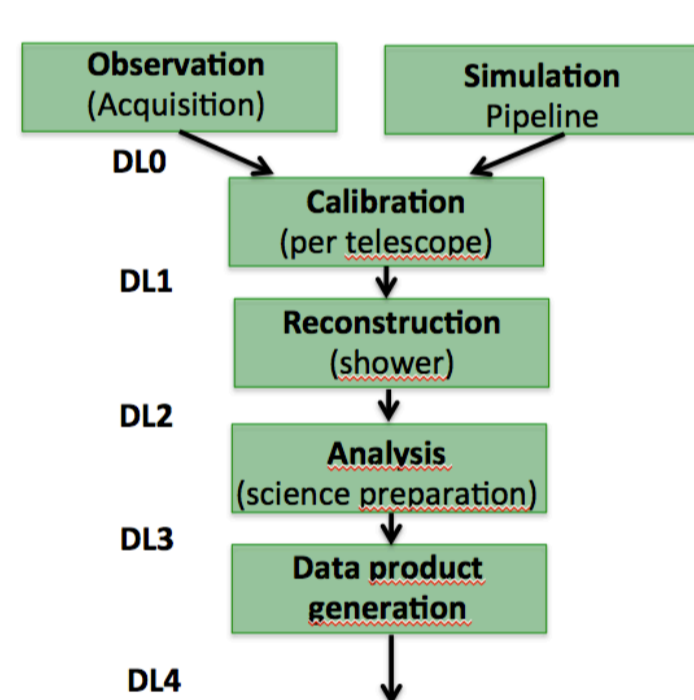 Observation
(Acquisition)
Simulation
Pipeline
DL0
Calibration
(per telescope)
DL1
Reconstruction
(shower)
DL2
Analysis
(science preparation)
DL3
Data product
generation
DL4